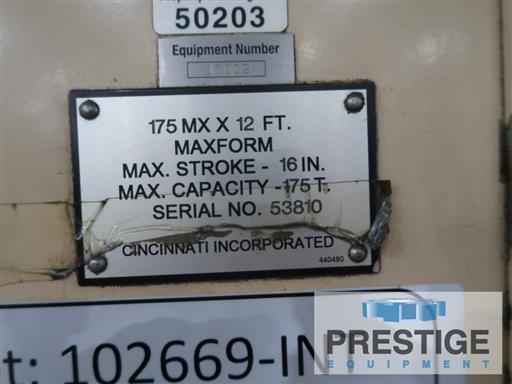 50203
Equipment Number
10002
175 MX X 12 FT.
MAXFORM
MAX. STROKE - 16 IN.
MAX. CAPACITY -175 T.
SERIAL NO. 53810
CINCINNATI INCORPORATED
440480
t: 102669-IN
PRESTIGE
EQUIPMENT